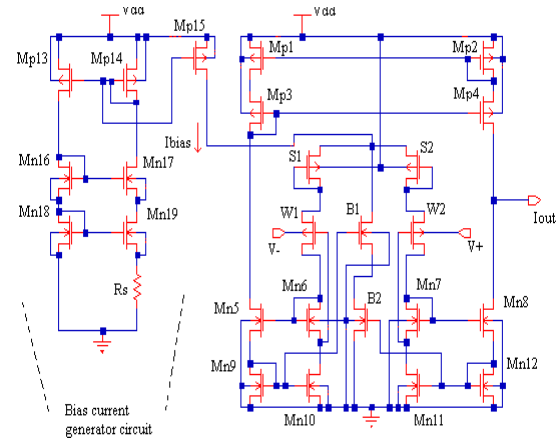 vdd
Mp15
vdd
Mp13
Mp14
Mp1
Mp2
Mp3
Mp4
Ibias
S1
S2
Mn16
Mn17
Mn18
Mn19
W1
B1
W2
V-
V+
Iout
Rs
Mn6
Mn7
Mn5
B2
Mn8
Mn9
Mn12
Mn10
Mn11
Bias current
generator circuit